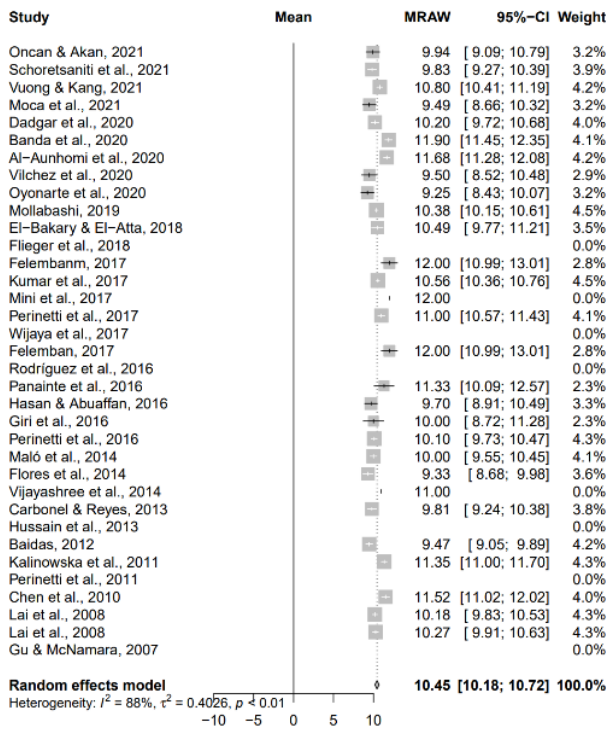 Study Mean MRAW 95%−CI Weight
Oncan & Akan, 2021 9.94 [ 9.09; 10.79] 3.2%
Schoretsaniti et al., 2021 9.83 [ 9.27; 10.39] 3.9%
Vuong & Kang, 2021 10.80 [10.41; 11.19] 4.2%
Moca et al., 2021 9.49 [ 8.66; 10.32] 3.2%
Dadgar et al., 2020 10.20 [ 9.72; 10.68] 4.0%
Banda et al., 2020 11.90 [11.45; 12.35] 4.1%
Al−Aunhomi et al., 2020 11.68 [11.28; 12.08] 4.2%
Vilchez et al., 2020 9.50 [ 8.52; 10.48] 2.9%
Oyonarte et al., 2020 9.25 [ 8.43; 10.07] 3.2%
Mollabashi, 2019 10.38 [10.15; 10.61] 4.5%
El−Bakary & El−Atta, 2018 10.49 [ 9.77; 11.21] 3.5%
Flieger et al., 2018 0.0%
Felembanm, 2017 12.00 [10.99; 13.01] 2.8%
Kumar et al., 2017 10.56 [10.36; 10.76] 4.5%
Mini et al., 2017 12.00 0.0%
Perinetti et al., 2017 11.00 [10.57; 11.43] 4.1%
Wijaya et al., 2017 0.0%
Felemban, 2017 12.00 [10.99; 13.01] 2.8%
Rodríguez et al., 2016 0.0%
Panainte et al., 2016 11.33 [10.09; 12.57] 2.3%
Hasan & Abuaffan, 2016 9.70 [ 8.91; 10.49] 3.3%
Giri et al., 2016 10.00 [ 8.72; 11.28] 2.3%
Perinetti et al., 2016 10.10 [ 9.73; 10.47] 4.3%
Maló et al., 2014 10.00 [ 9.55; 10.45] 4.1%
Flores et al., 2014 9.33 [ 8.68; 9.98] 3.6%
Vijayashree et al., 2014 11.00 0.0%
Carbonel & Reyes, 2013 9.81 [ 9.24; 10.38] 3.8%
Hussain et al., 2013 0.0%
Baidas, 2012 9.47 [ 9.05; 9.89] 4.2%
Kalinowska et al., 2011 11.35 [11.00; 11.70] 4.3%
Perinetti et al., 2011 0.0%
Chen et al., 2010 11.52 [11.02; 12.02] 4.0%
Lai et al., 2008 10.18 [ 9.83; 10.53] 4.3%
Lai et al., 2008 10.27 [ 9.91; 10.63] 4.3%
Gu & McNamara, 2007 0.0%
Random effects model 10.45 [10.18; 10.72] 100.0%
Heterogeneity: I² = 88%, τ² = 0.4026, p < 0.01
−10 −5 0 5 10